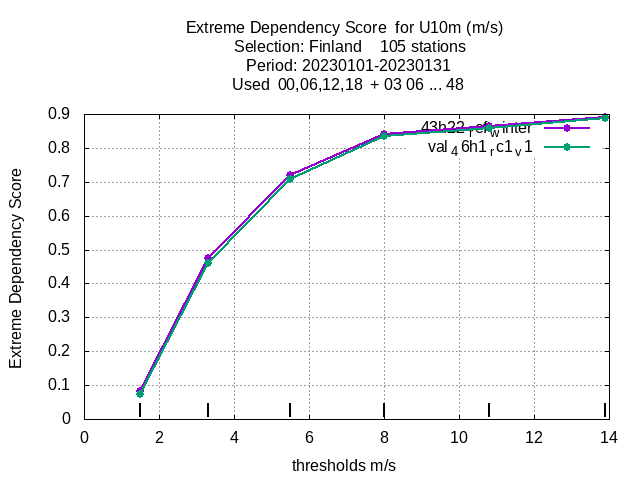 Extreme Dependency Score for U10m (m/s)
Selection: Finland 105 stations
Period: 20230101-20230131
Used 00,06,12,18 + 03 06 ... 48
43h22refwinter
val46h1rc1v1
Extreme Dependency Score
0.9
0.8
0.7
0.6
0.5
0.4
0.3
0.2
0.1
0
0 2 4 6 8 10 12 14
thresholds m/s